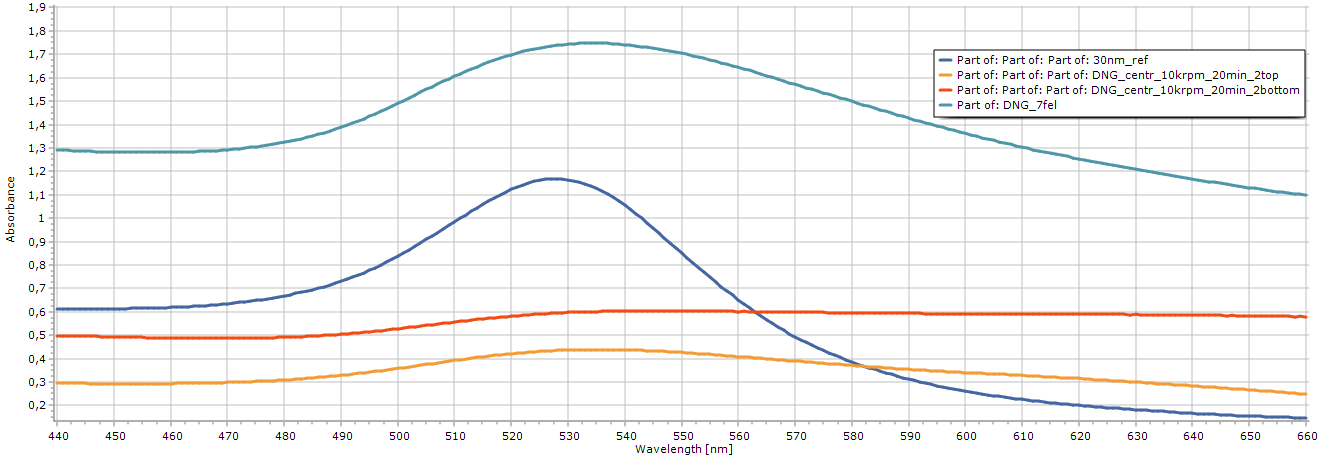 1,9
1,8
1,7
1,6
1,5
1,4
1,3
1,2
1,1
1
0,9
0,8
0,7
0,6
0,5
0,4
0,3
0,2
Absorbance
Part of: Part of: Part of: 30nm_ref
Part of: Part of: Part of: DNG_centr_10krpm_20min_2top
Part of: Part of: Part of: DNG_centr_10krpm_20min_2bottom
Part of: DNG_7fel
440 450 460 470 480 490 500 510 520 530 540 550 560 570 580 590 600 610 620 630 640 650 660
Wavelength [nm]